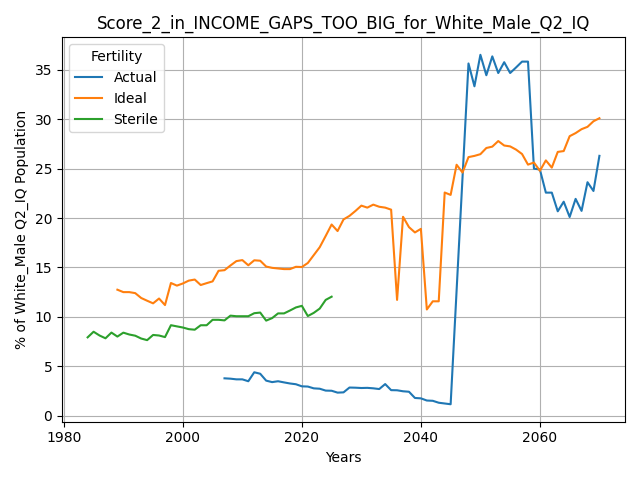 Score_2_in_INCOME_GAPS_TOO_BIG_for_White_Male_Q2_IQ
Fertility
Actual
Ideal
Sterile
% of White_Male Q2_IQ Population
35
30
25
20
15
10
5
0
1980
2000
2020
2040
2060
Years